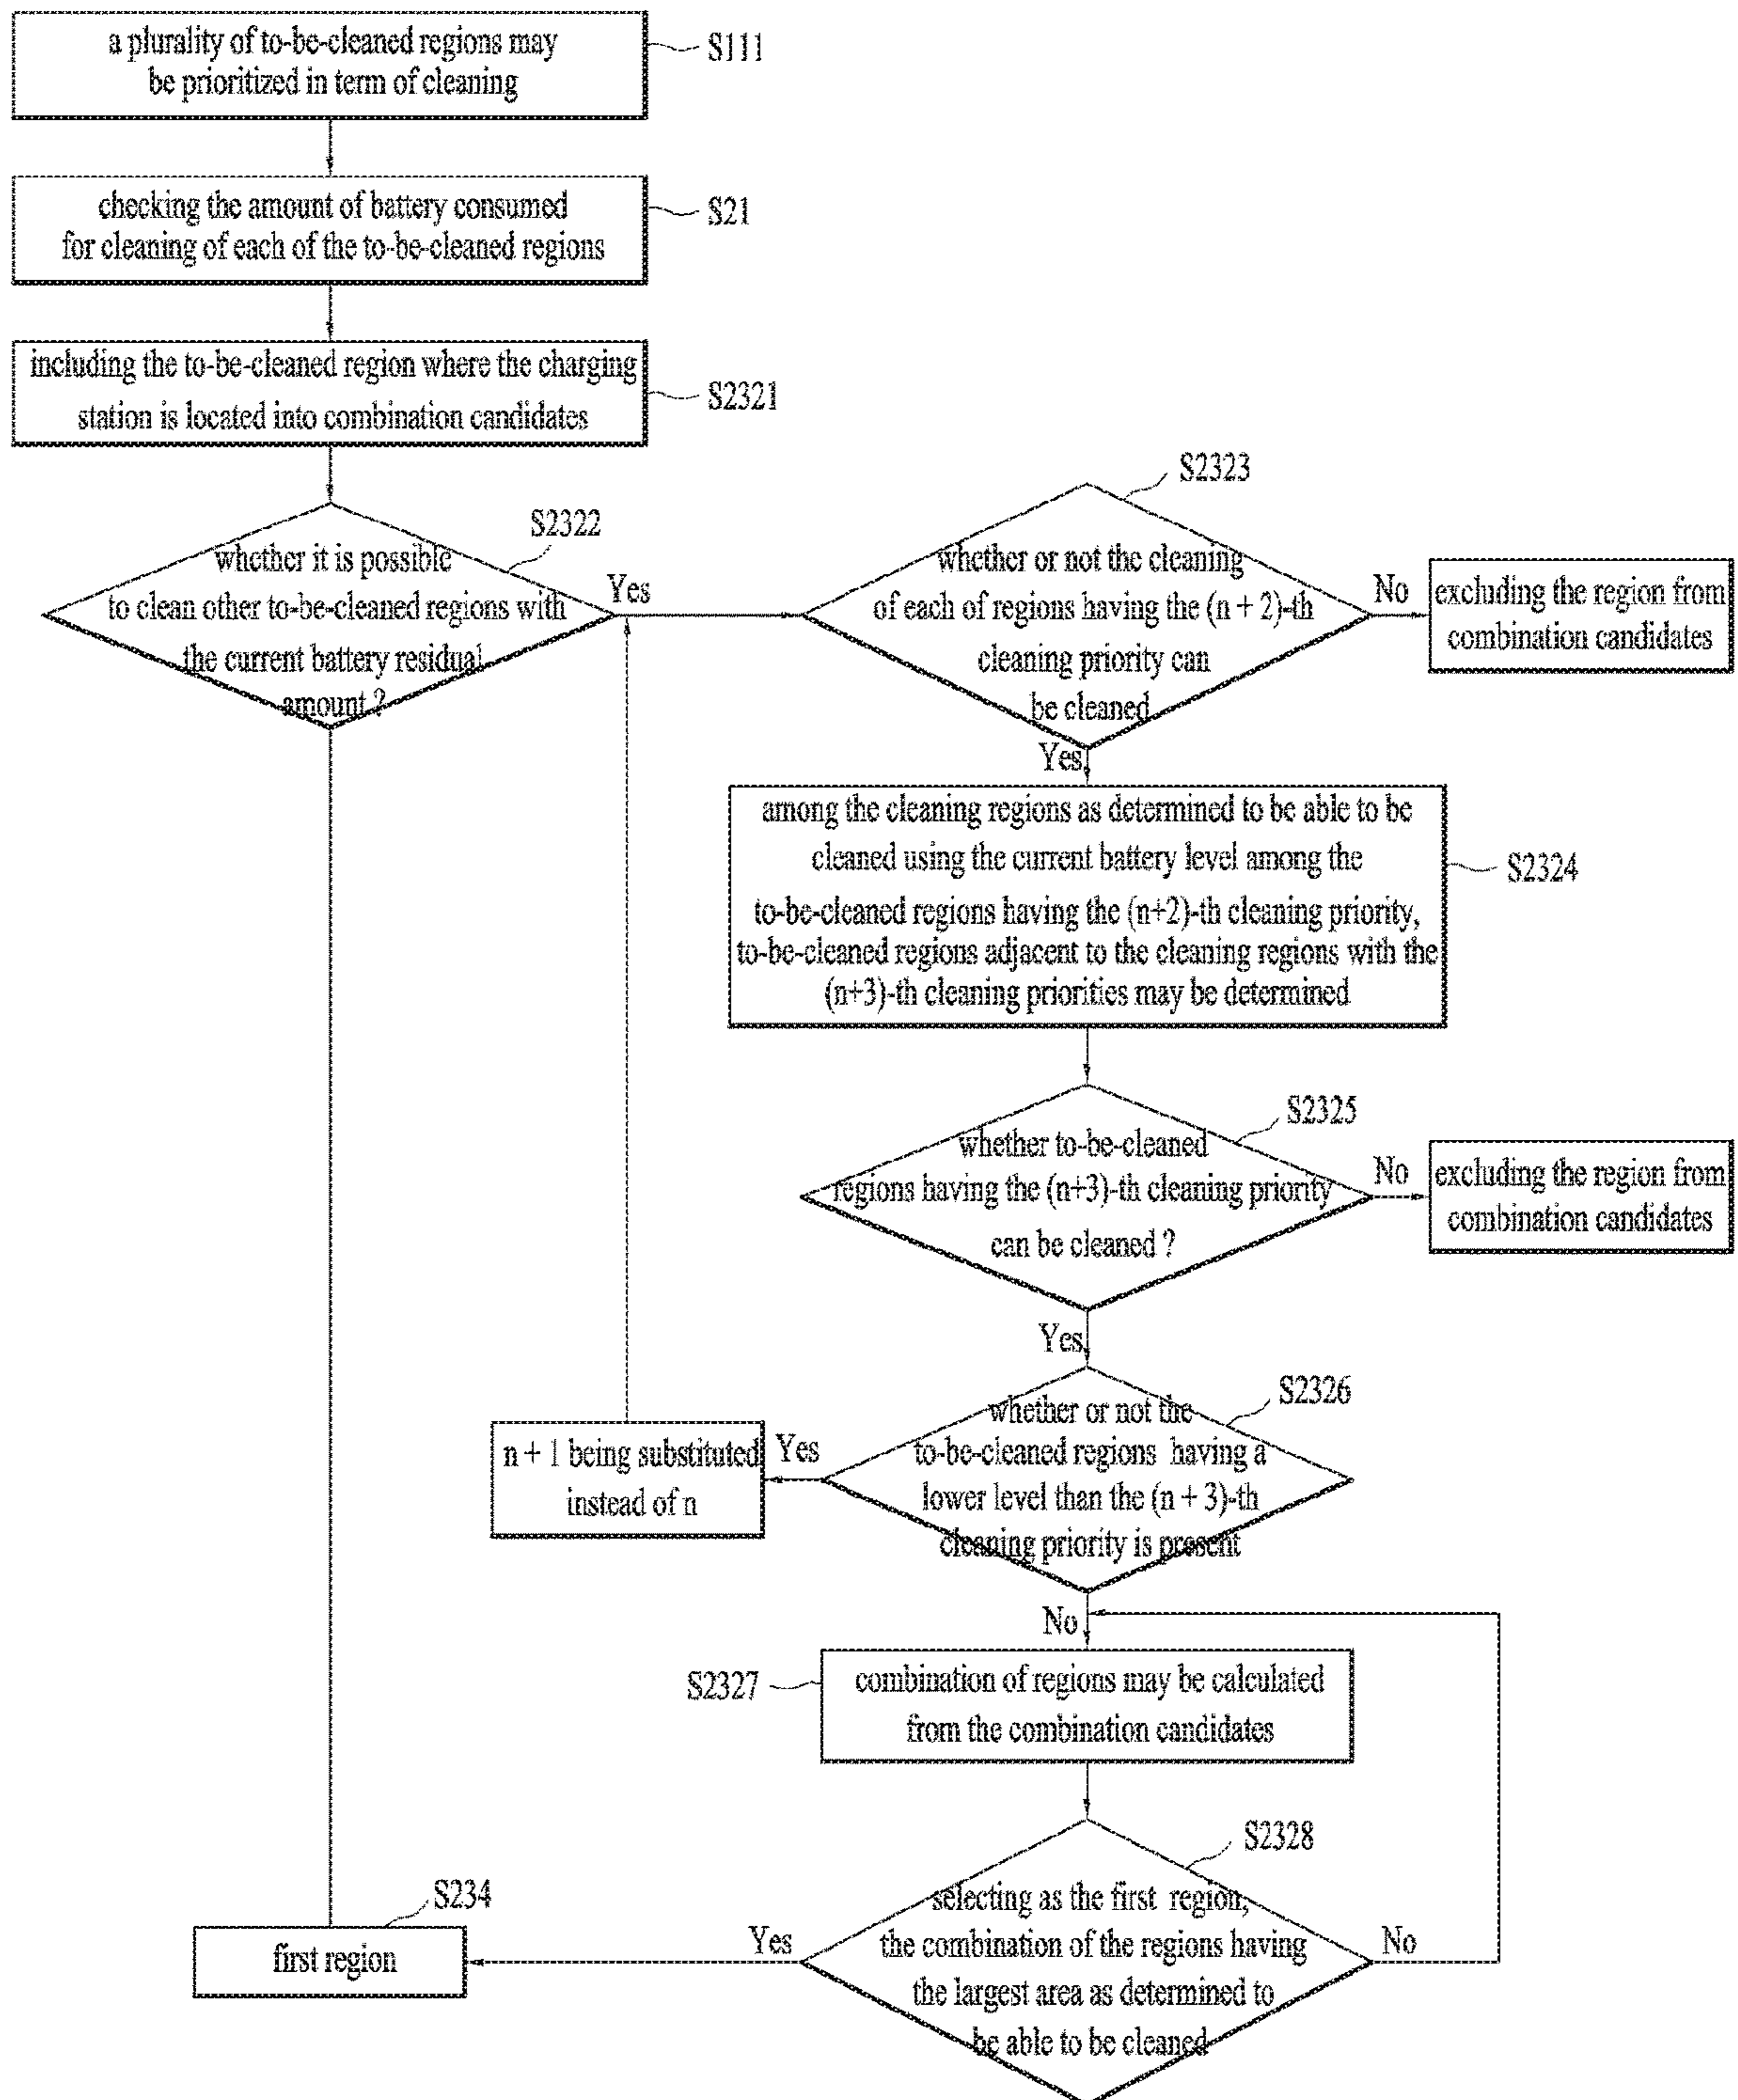 a plurality of to-be-cleaned regions may
be prioritized in term of cleaning
S111
checking the amount of battery consumed
for cleaning of each of the to-be-cleaned regions
S21
including the to-be-cleaned region where the charging
station is located into combination candidates
S2321
S2322
whether it is possible
to clean other to-be-cleaned regions with
the current battery residual
amount ?
Yes
S2323
whether or not the cleaning
of each of regions having the (n + 2)-th
cleaning priority can
be cleaned
No
excluding the region from
combination candidates
Yes
among the cleaning regions as determined to be able to be
cleaned using the current battery level among the
to-be-cleaned regions having the (n+2)-th cleaning priority,
to-be-cleaned regions adjacent to the cleaning regions with the
(n+3)-th cleaning priorities may be determined
S2324
S2325
whether to-be-cleaned
regions having the (n+3)-th cleaning priority
can be cleaned ?
No
excluding the region from
combination candidates
Yes
S2326
whether or not the
to-be-cleaned regions having a
lower level than the (n + 3)-th
cleaning priority is present
Yes
n + 1 being substituted
instead of n
No
S2327
combination of regions may be calculated
from the combination candidates
S2328
selecting as the first region,
the combination of the regions having
the largest area as determined to
be able to be cleaned
No
Yes
S234
first region